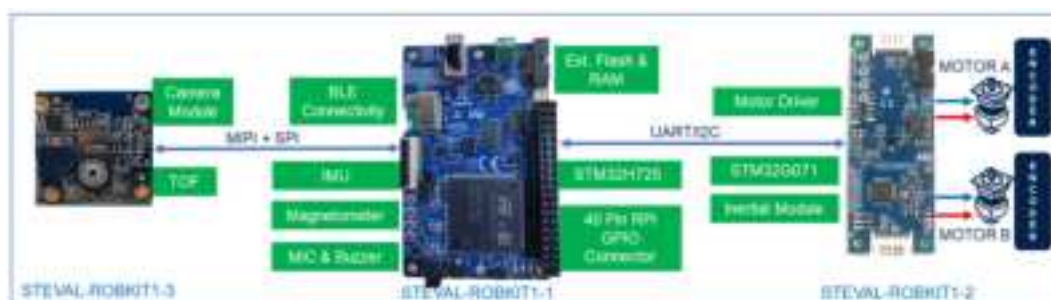 Camera
Module
TOF
MIPI + SPI
BLE
Connectivity
IMU
Magnetometer
MIC & Buzzer
Ext. Flash &
RAM
STM32H725
40 Pin RPI
GPIO
Connector
UART/I2C
Motor Driver
STM32G071
Inertial Module
MOTOR A
ENCODER
MOTOR B
ENCODER
STEVAL-ROBKIT1-3
STEVAL-ROBKIT1-1
STEVAL-ROBKIT1-2